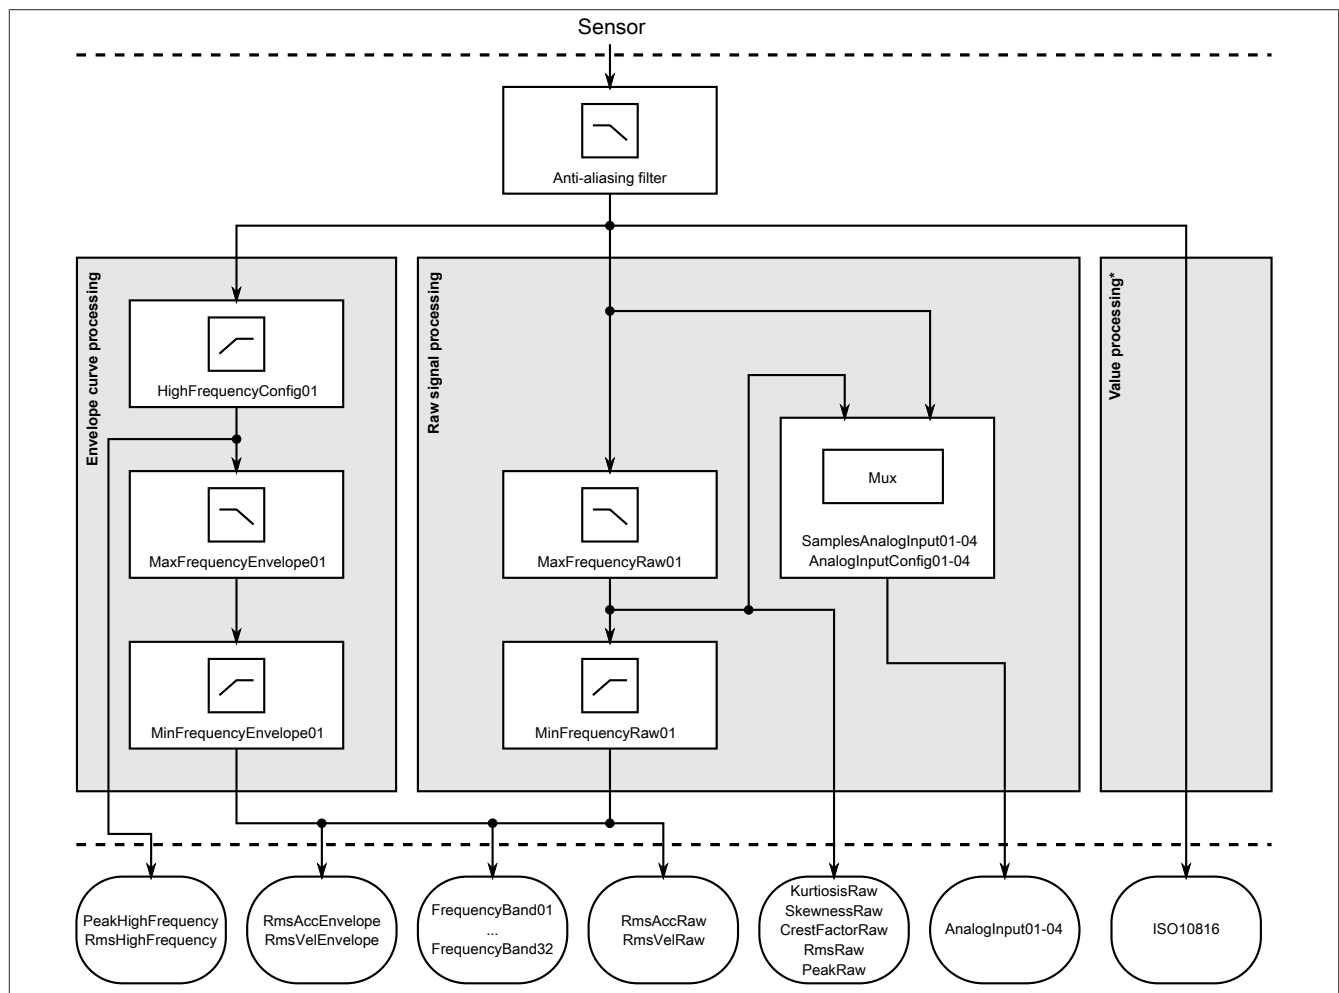 Sensor
Anti-aliasing filter
Envelope curve processing
HighFrequencyConfig01
MaxFrequencyEnvelope01
MinFrequencyEnvelope01
Raw signal processing
MaxFrequencyRaw01
MinFrequencyRaw01
Mux
SamplesAnalogInput01-04
AnalogInputConfig01-04
Value processing*
PeakHighFrequency
RmsHighFrequency
RmsAccEnvelope
RmsVelEnvelope
FrequencyBand01
...
FrequencyBand32
RmsAccRaw
RmsVelRaw
KurtiosisRaw
SkewnessRaw
CrestFactorRaw
RmsRaw
PeakRaw
AnalogInput01-04
ISO10816